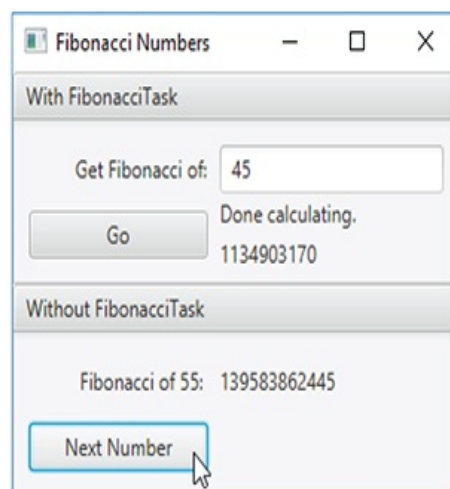 Fibonacci Numbers
With FibonacciTask
Get Fibonacci of: 45
Go
Done calculating.
1134903170
Without FibonacciTask
Fibonacci of 55: 139583862445
Next Number